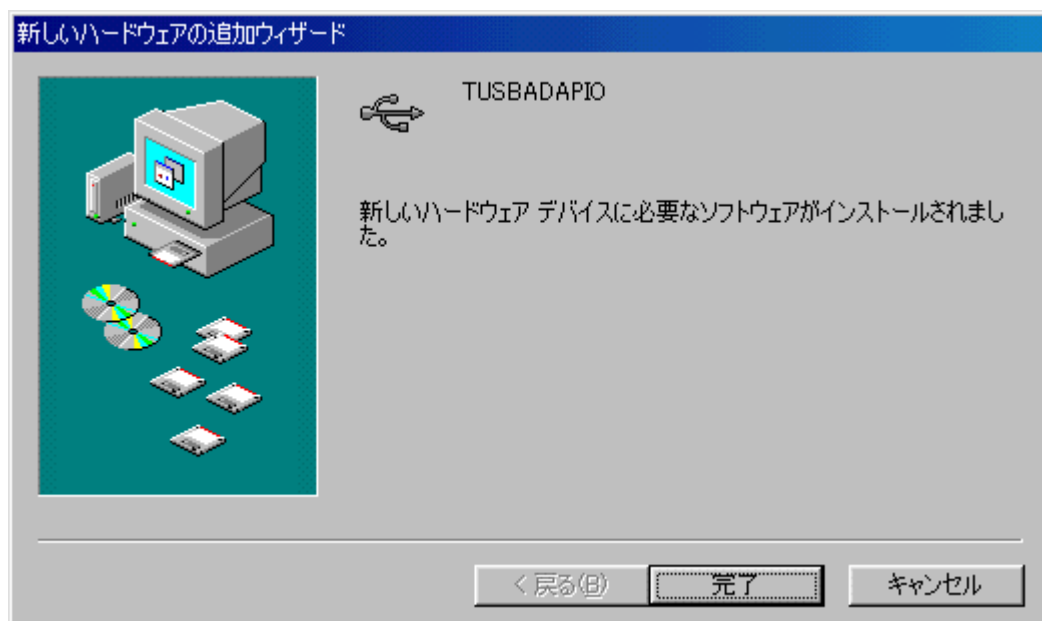 新しいハードウェアの追加ウィザード
TUSBADAPIO
新しいハードウェア デバイスに必要なソフトウェアがインストールされまし
た。
< 戻る(B)
完了
キャンセル